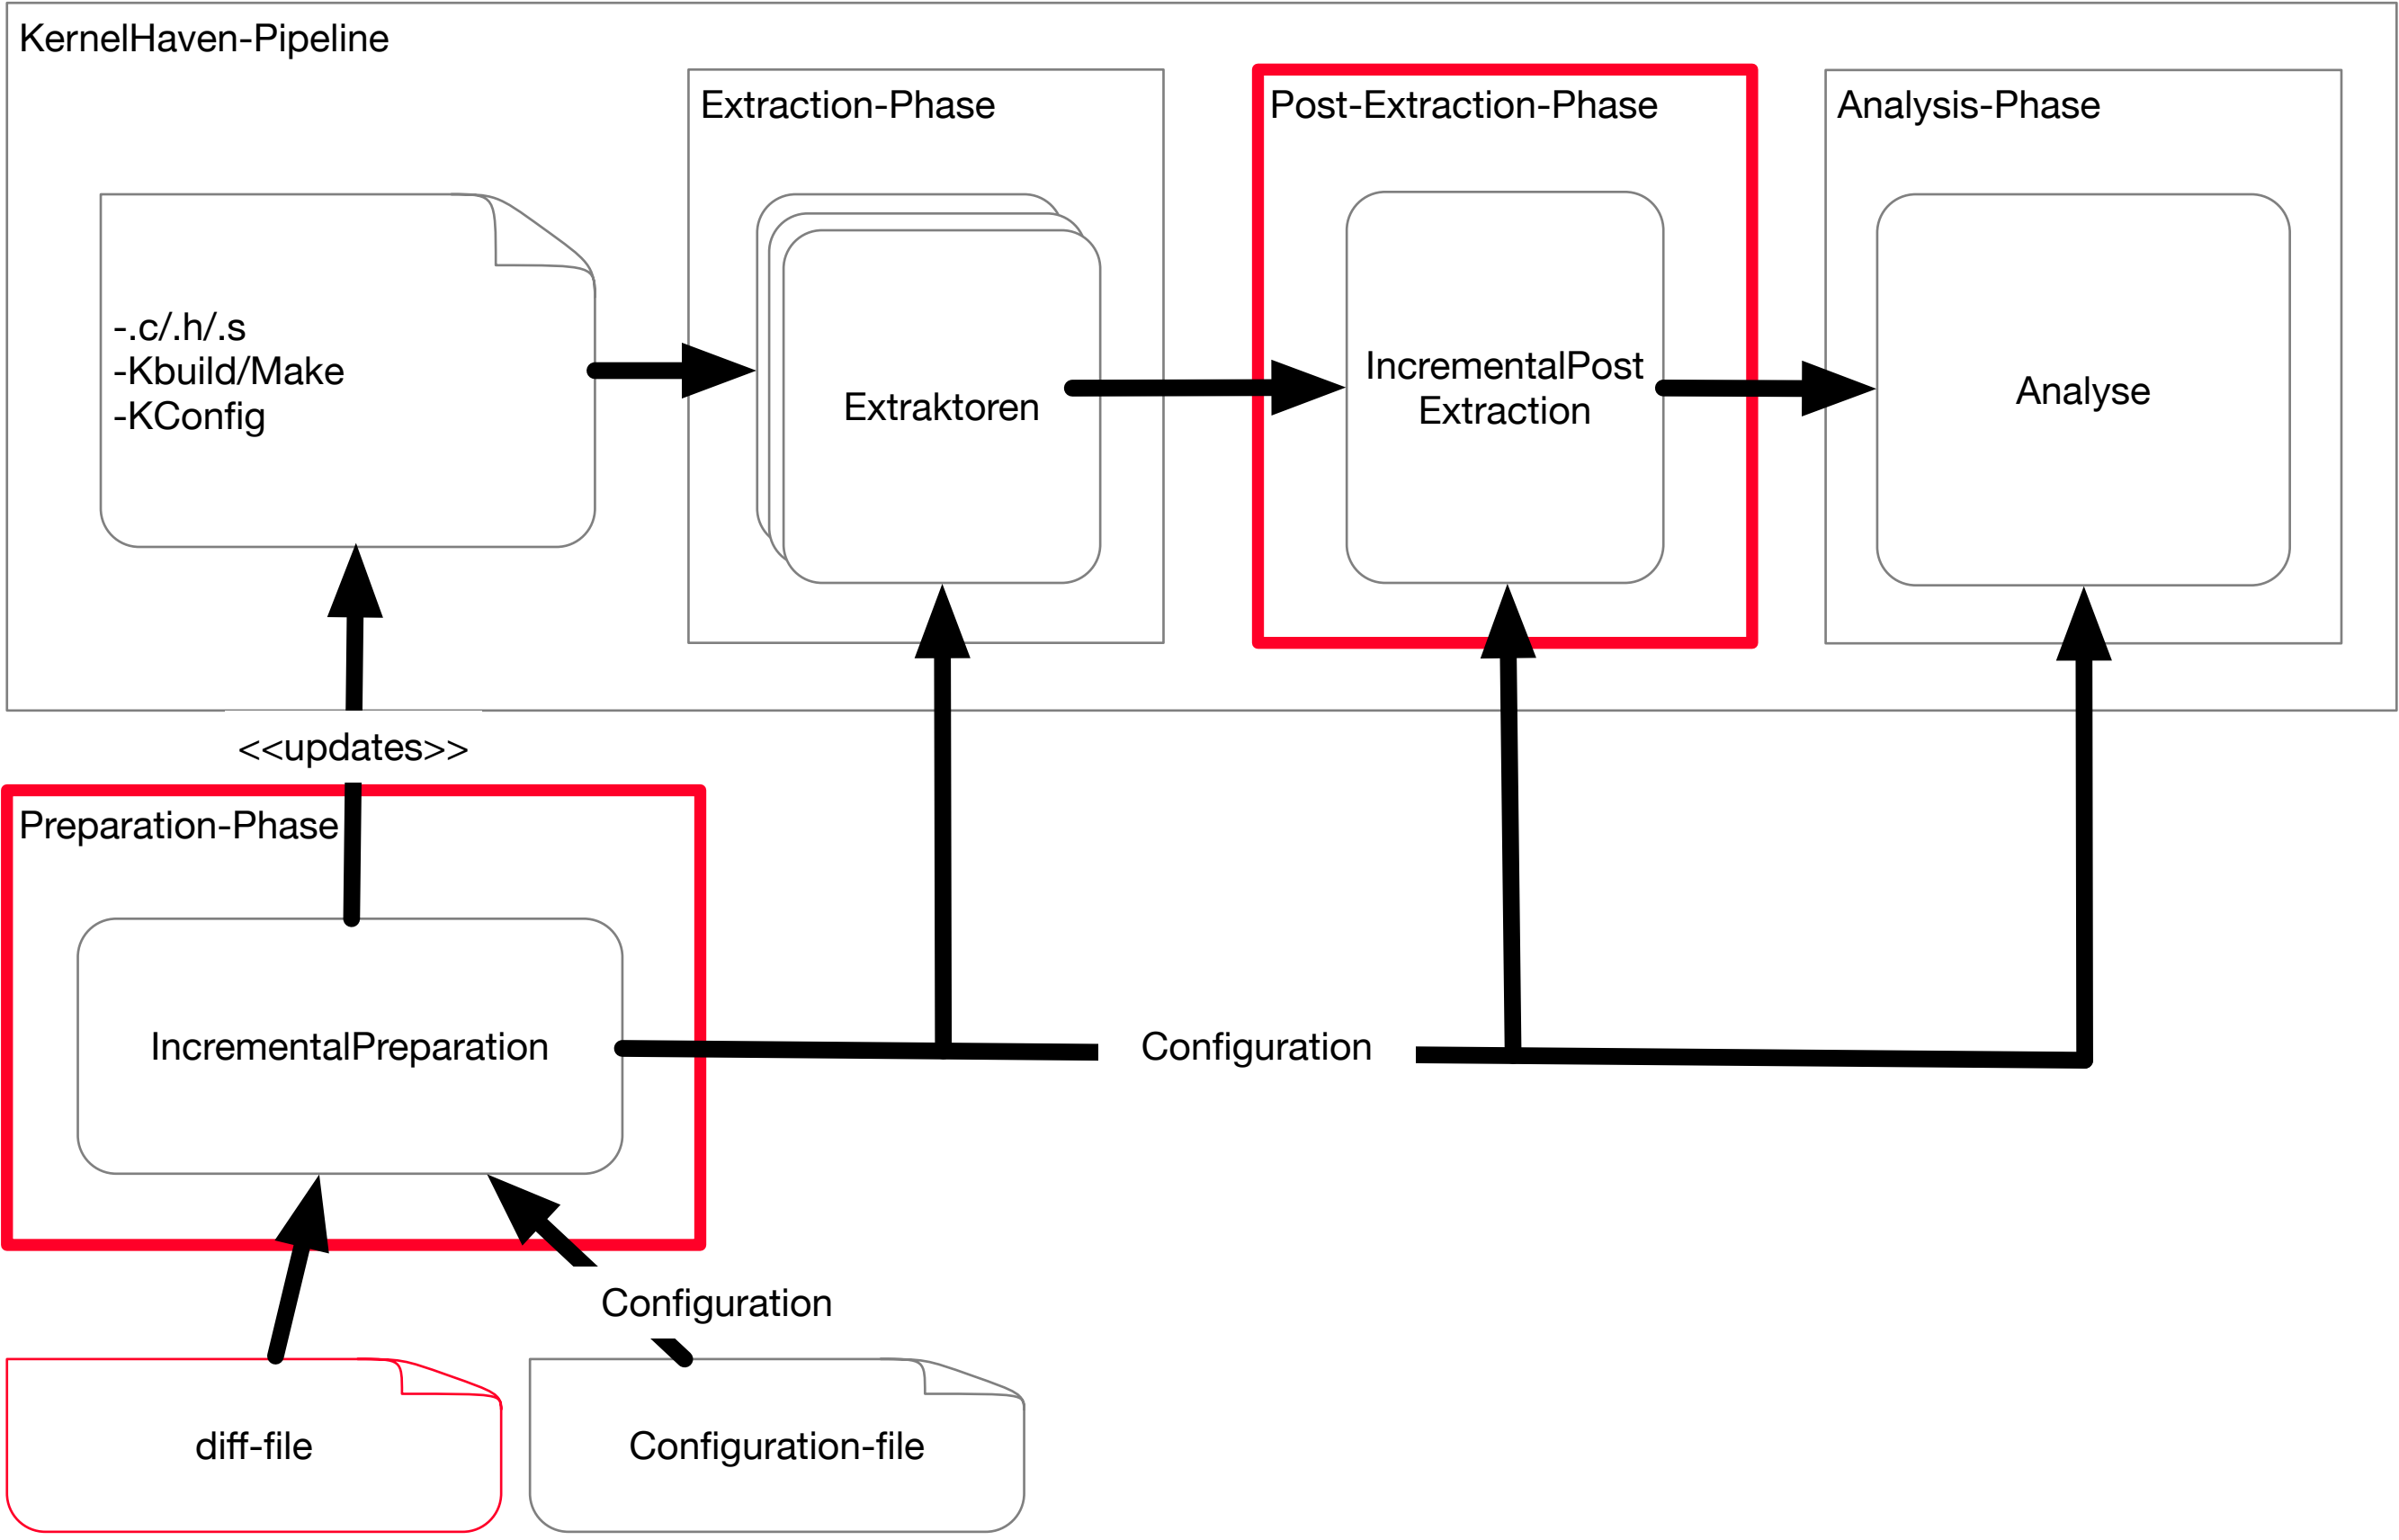 KernelHaven-Pipeline
Extraction-Phase
Post-Extraction-Phase
Analysis-Phase
-.c/.h/.s
-Kbuild/Make
-KConfig
Extraktoren
IncrementalPost
Extraction
Analyse
<<updates>>
Preparation-Phase
IncrementalPreparation
Configuration
Configuration
diff-file
Configuration-file